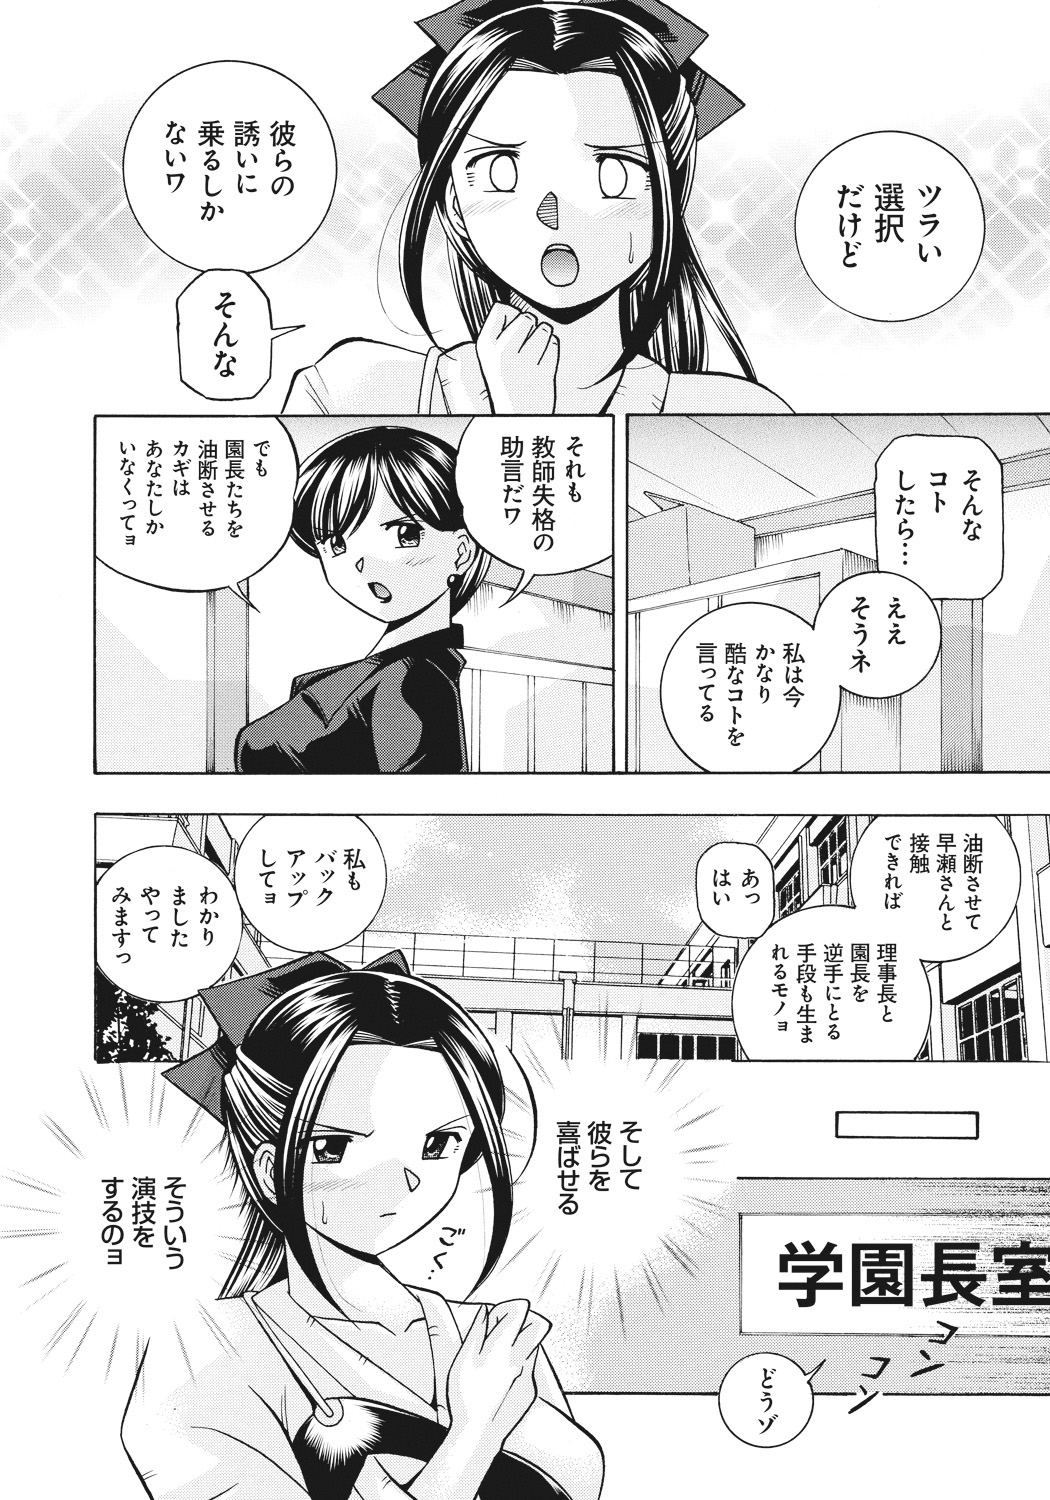 ツラい
選択
だけど
彼らの
誘いに
乗るしか
ないワ
そんな
そんな
コト
したら…
ええ
そうネ
私は今
かなり
酷なコトを
言ってる
それも
教師失格の
助言だワ
でも
園長たちを
油断させる
カギは
あなたしか
いなくってョ
油断させて
早瀬さんと
接触
できれば
理事長と
園長を
逆手にとる
手段も生ま
れるモノョ
あっ
はい
私も
バック
アップ
してョ
わかり
ました
やって
みますっ
そして
彼らを
喜ばせる
そういう
演技を
するのョ
ごく…
学園長室
コン
コン
どうゾ